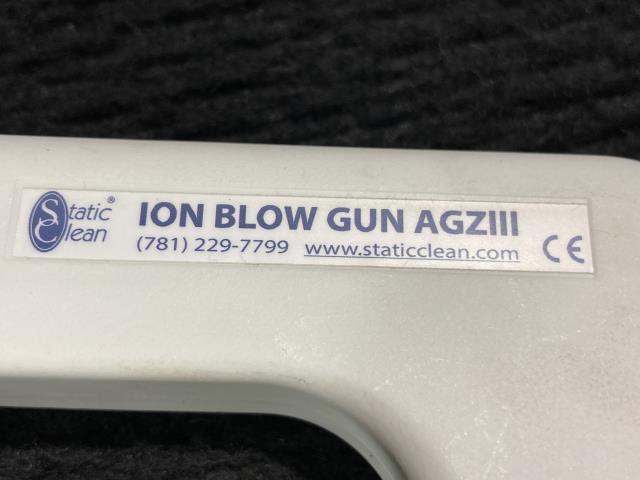 Static Clean®
ION BLOW GUN AGZIII
(781) 229-7799 www.staticclean.com
CE